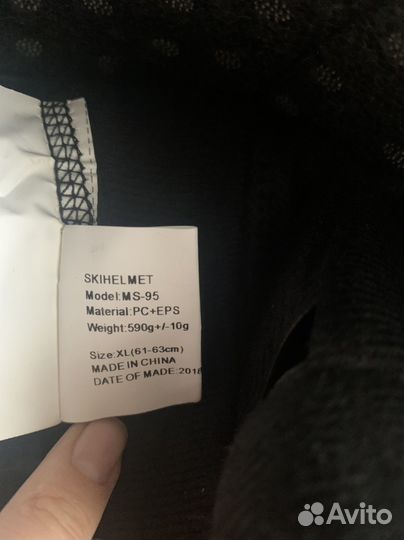 SKIHELMET
Model:MS-95
Material:PC+EPS
Weight:590g+/-10g
Size:XL(61-63cm)
MADE IN CHINA
DATE OF MADE:2018
Avito